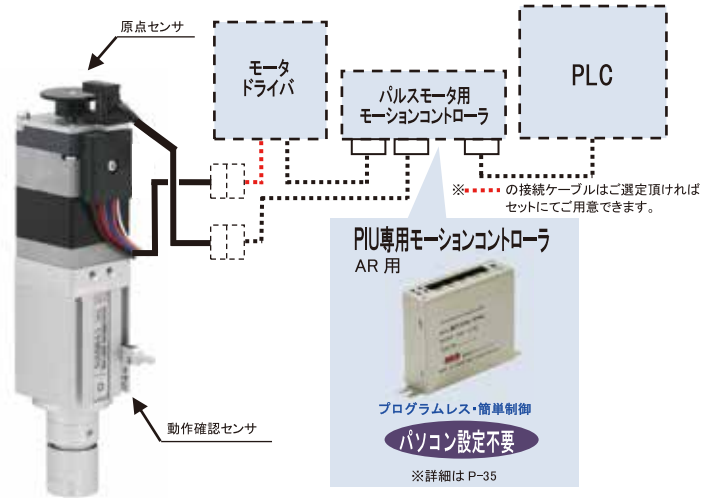 原点センサ
モータ
ドライバ
パルスモータ用
モーションコントローラ
PLC
※
の接続ケーブルはご選定頂ければ
セットにてご用意できます。
PIU専用モーションコントローラ
AR 用
プログラムレス・簡単制御
パソコン設定不要
※詳細は P-35
動作確認センサ